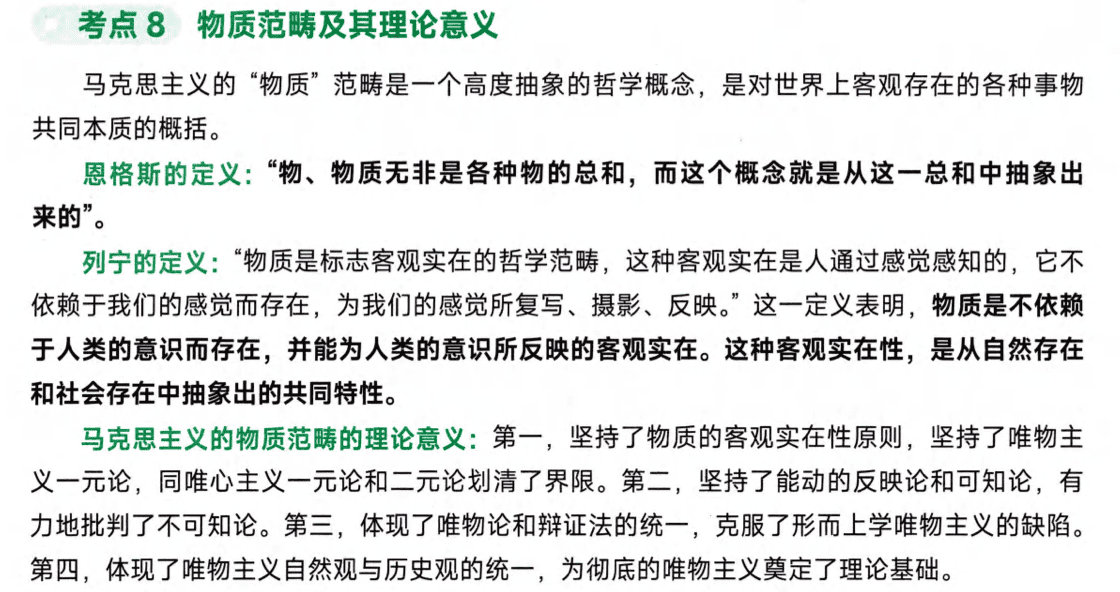 考点 8 物质范畴及其理论意义
马克思主义的“物质”范畴是一个高度抽象的哲学概念，是对世界上客观存在的各种事物
共同本质的概括。
恩格斯的定义：“物、物质无非是各种物的总和，而这个概念就是从这一总和中抽象出
来的”。
列宁的定义：“物质是标志客观实在的哲学范畴，这种客观实在是人通过感觉感知的，它不
依赖于我们的感觉而存在，为我们的感觉所复写、摄影、反映。”这一定义表明，物质是不依赖
于人类的意识而存在，并能为人类的意识所反映的客观实在。这种客观实在性，是从自然存在
和社会存在中抽象出的共同特性。
马克思主义的物质范畴的理论意义：第一，坚持了物质的客观实在性原则，坚持了唯物主
义一元论，同唯心主义一元论和二元论划清了界限。第二，坚持了能动的反映论和可知论，有
力地批判了不可知论。第三，体现了唯物论和辩证法的统一，克服了形而上学唯物主义的缺陷。
第四，体现了唯物主义自然观与历史观的统一，为彻底的唯物主义奠定了理论基础。